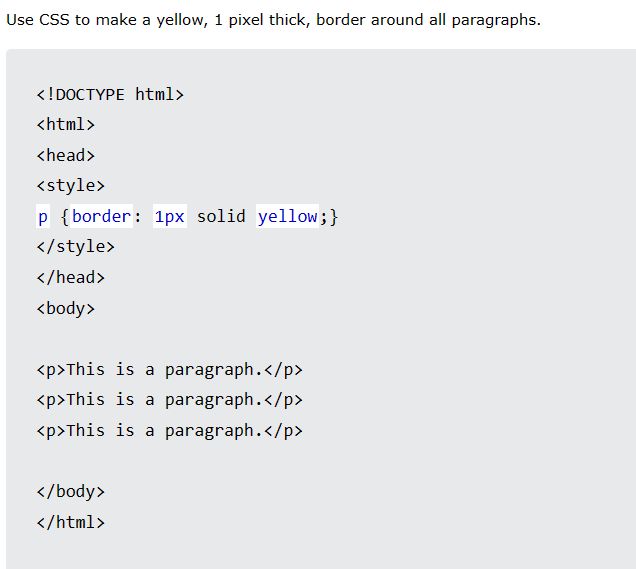 Use CSS to make a yellow, 1 pixel thick, border around all paragraphs.
<!DOCTYPE html>
<html>
<head>
<style>
p {border: 1px solid yellow;}
</style>
</head>
<body>
<p>This is a paragraph.</p>
<p>This is a paragraph.</p>
<p>This is a paragraph.</p>
</body>
</html>